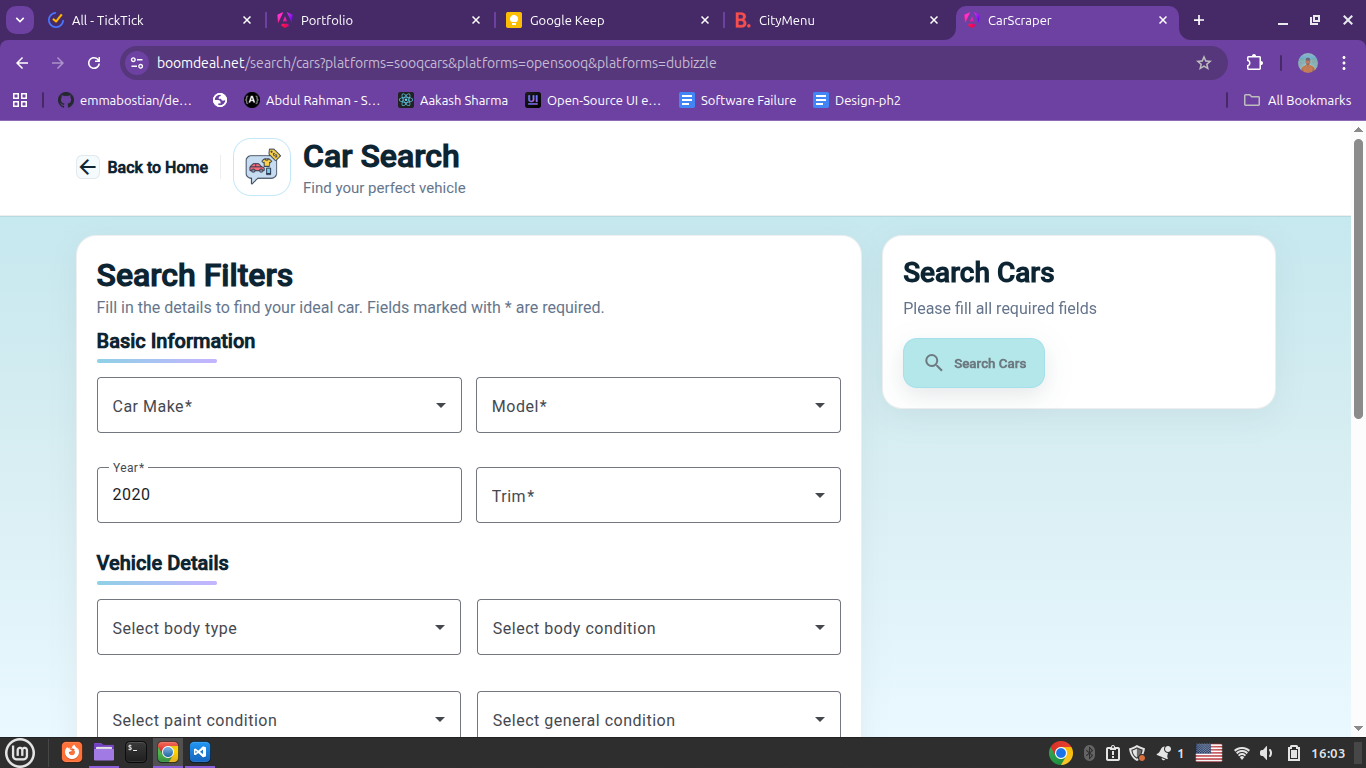 All - TickTick
Portfolio
Google Keep
B. CityMenu
CarScraper
boomdeal.net/search/cars?platforms=sooqcars&platforms=opensooq&platforms=dubizzle
emmabostian/de...
Abdul Rahman - S...
Aakash Sharma
UI Open-Source UI e...
Software Failure
Design-ph2
All Bookmarks
Back to Home
Car Search
Find your perfect vehicle
Search Filters
Fill in the details to find your ideal car. Fields marked with * are required.
Basic Information
Car Make*
Model*
Year*
2020
Trim*
Vehicle Details
Select body type
Select body condition
Select paint condition
Select general condition
Search Cars
Please fill all required fields
Search Cars
1
16:03